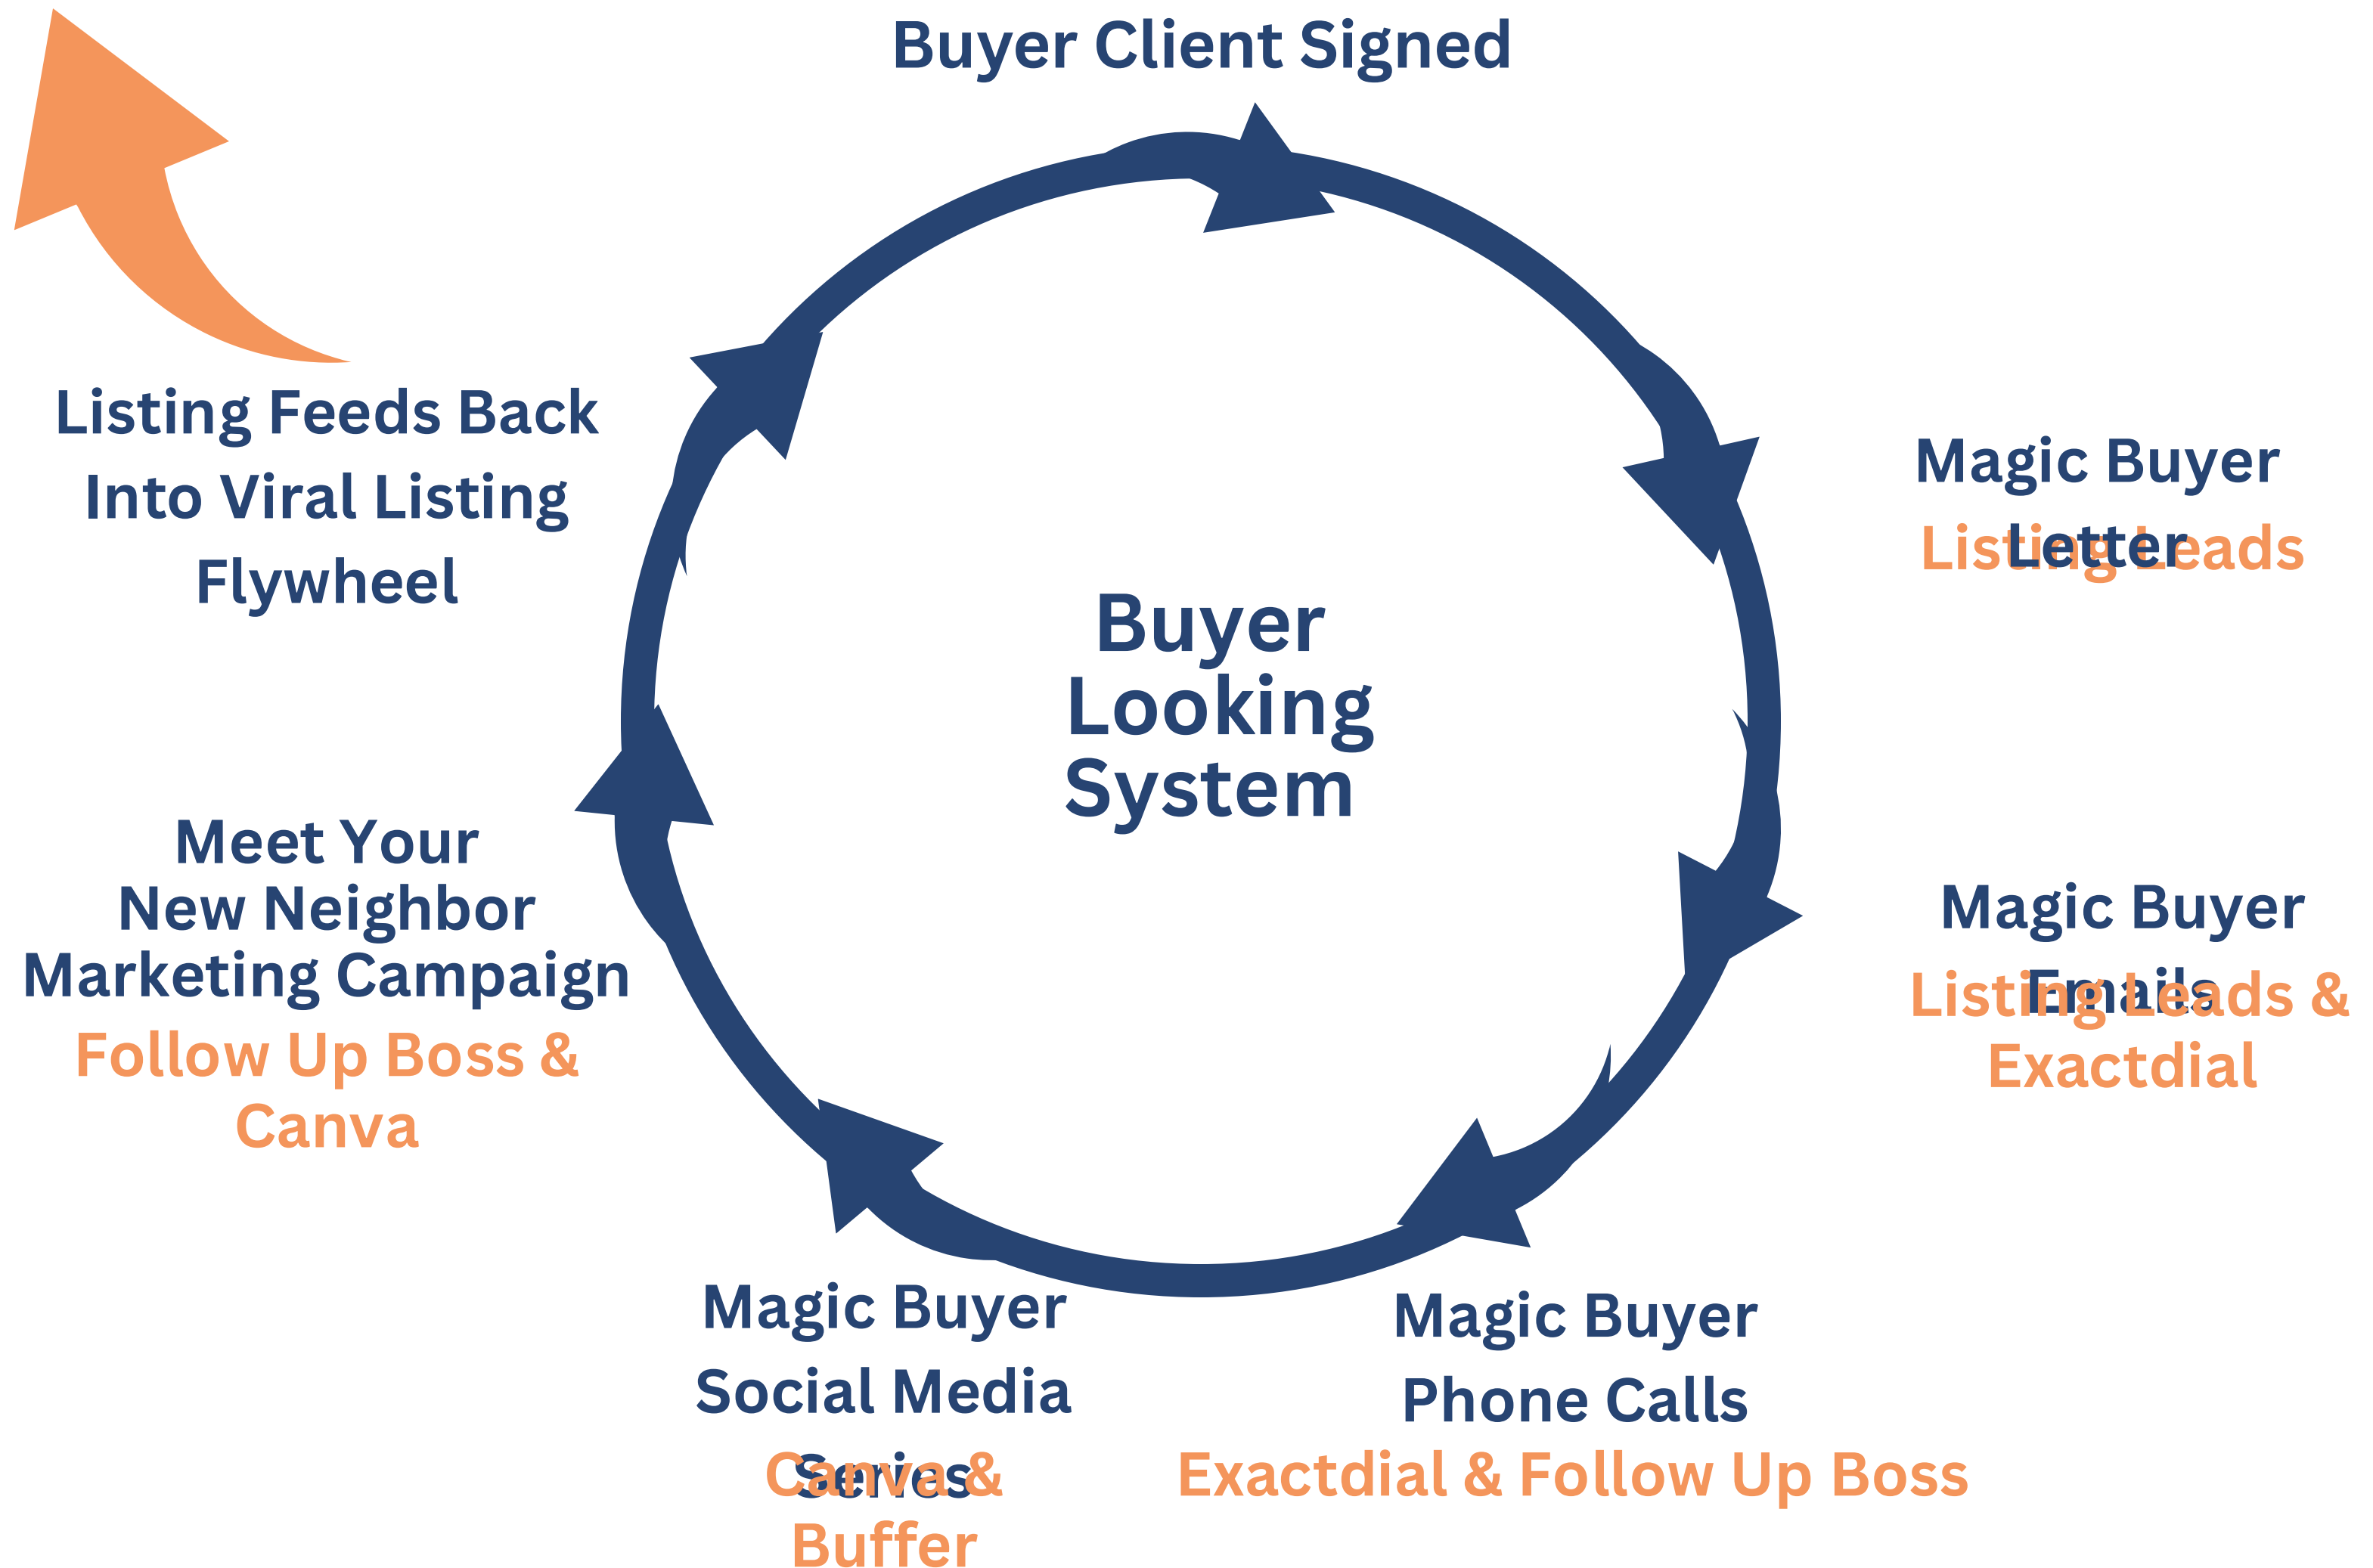 Buyer Client Signed
Magic Buyer
Letter
Listing Leads
Magic Buyer
Emails
Listing Leads &
Exactdial
Magic Buyer
Phone Calls
Exactdial & Follow Up Boss
Magic Buyer
Social Media
Series
Canva &
Buffer
Meet Your
New Neighbor
Marketing Campaign
Follow Up Boss &
Canva
Listing Feeds Back
Into Viral Listing
Flywheel
Buyer
Looking
System